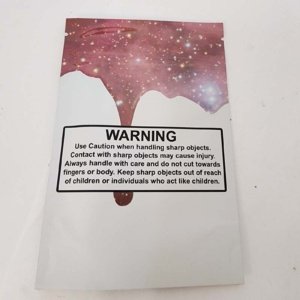 WARNING
Use Caution when handling sharp objects.
Contact with sharp objects may cause injury.
Always handle with care and do not cut towards
fingers or body. Keep sharp objects out of reach
of children or individuals who act like children.